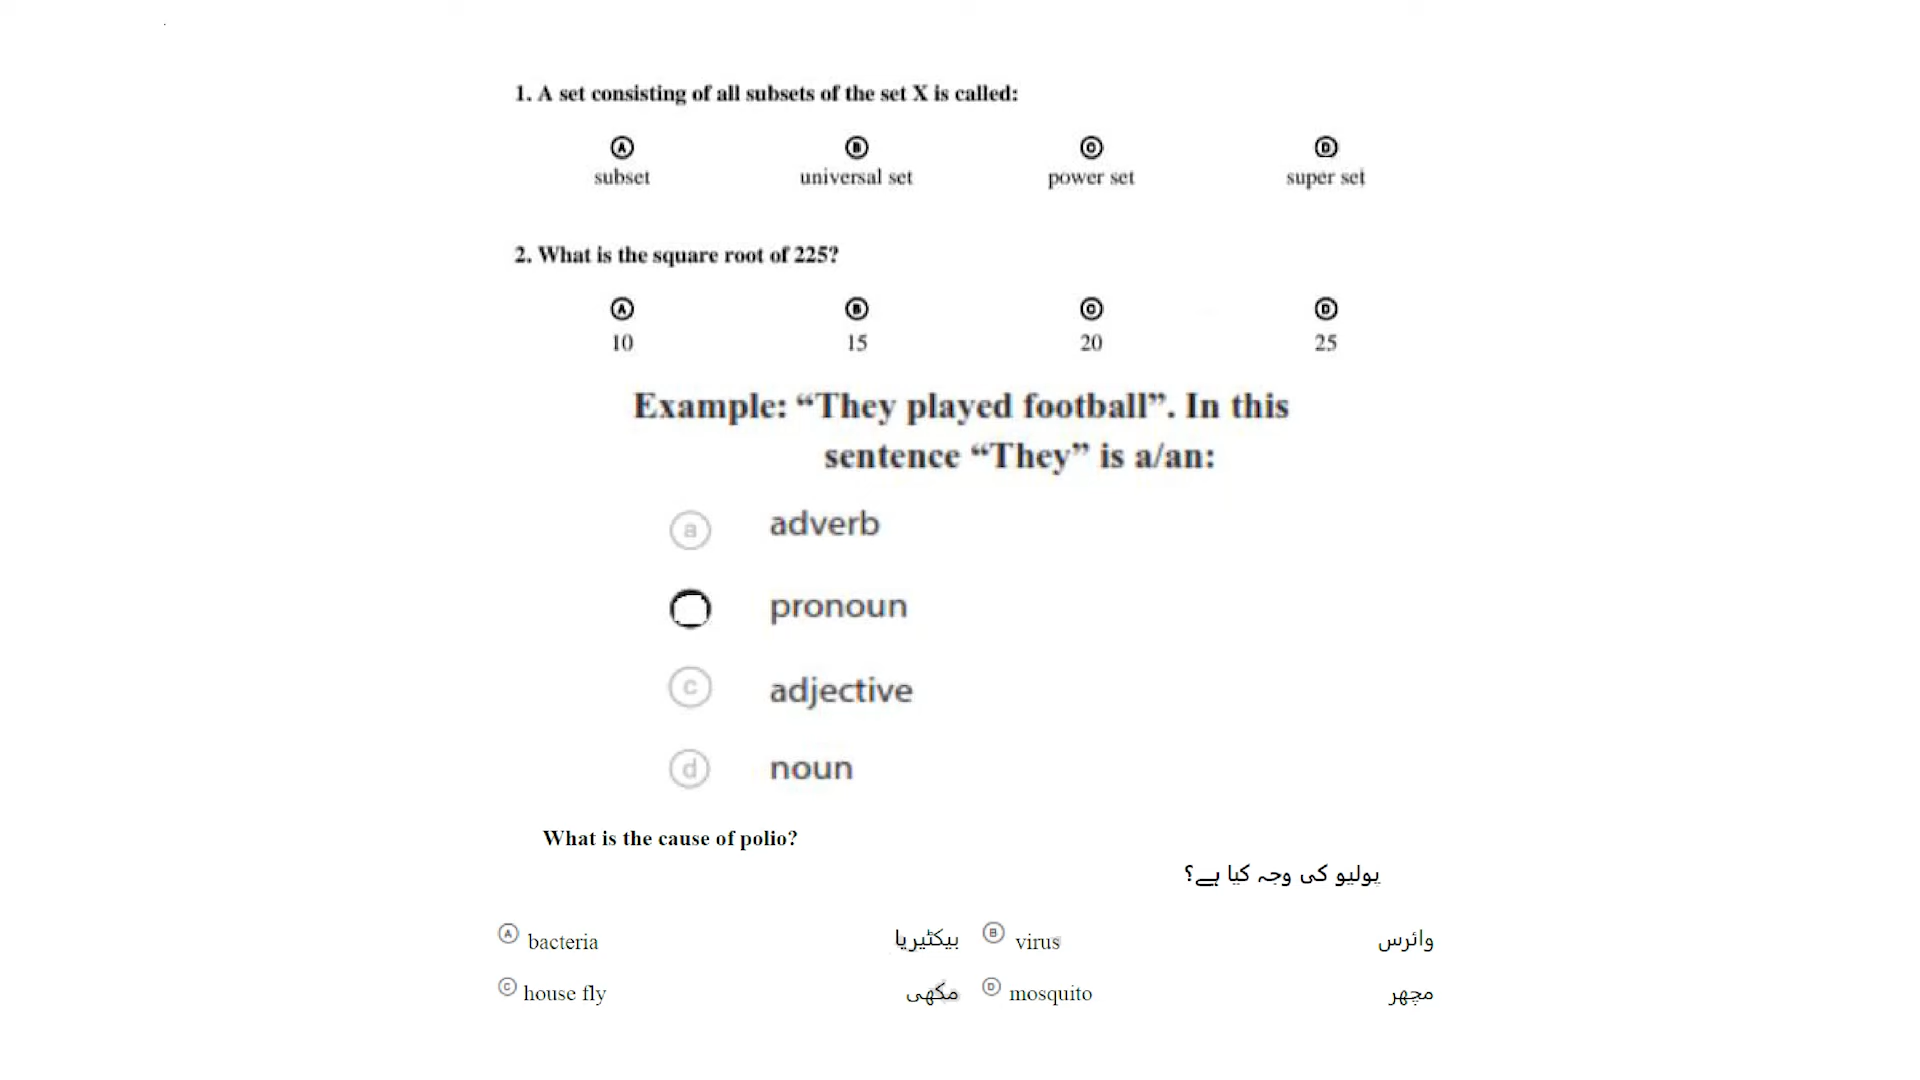 1. A set consisting of all subsets of the set X is called:
A B C D
subset universal set power set super set
2. What is the square root of 225?
A B C D
10 15 20 25
Example: “They played football”. In this
sentence “They” is a/an:
a adverb
pronoun
c adjective
d noun
What is the cause of polio?
پولیو کی وجہ کیا ہے؟
A bacteria بیکٹیریا B virus وائرس
C house fly مکھی D mosquito مچھر